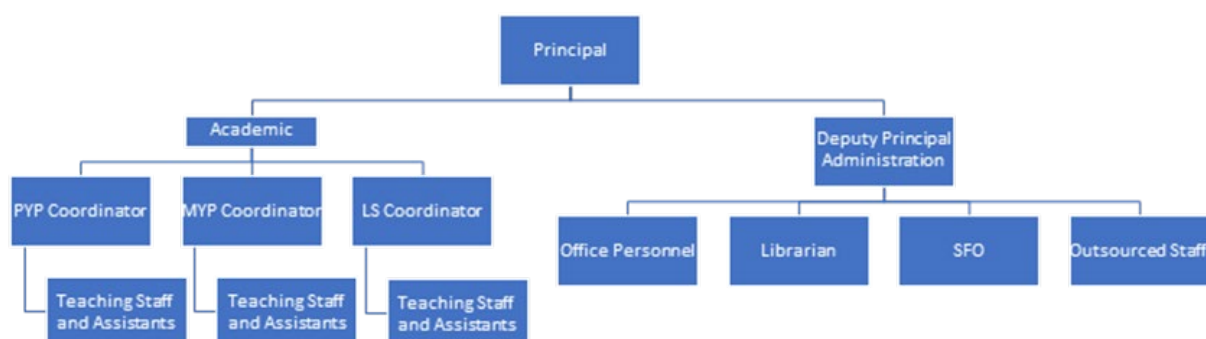 Principal
Academic
Deputy Principal
Administration
PYP Coordinator
MYP Coordinator
LS Coordinator
Office Personnel
Librarian
SFO
Outsourced Staff
Teaching Staff
and Assistants
Teaching Staff
and Assistants
Teaching Staff
and Assistants